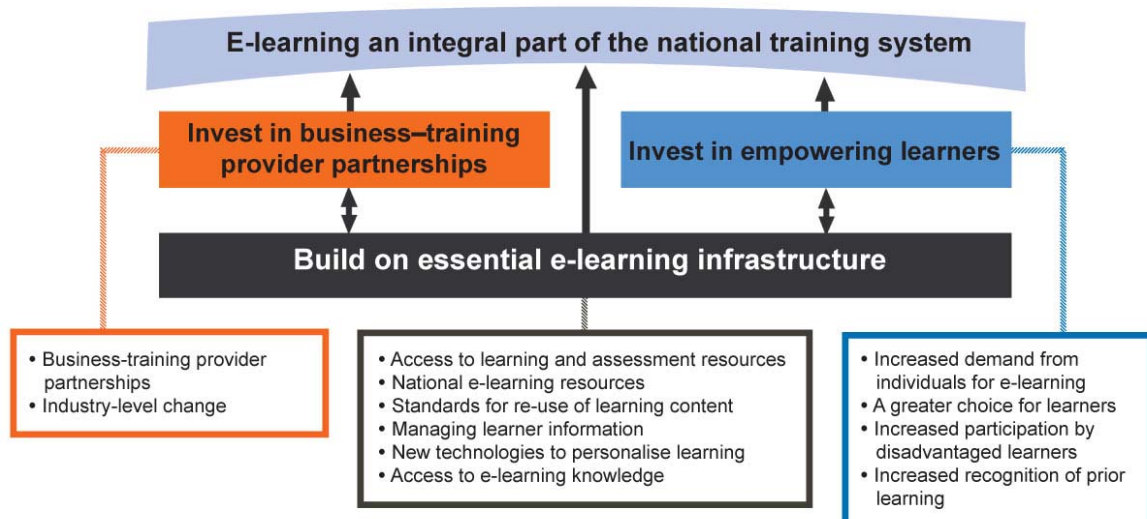 E-learning an integral part of the national training system
Invest in business–training
provider partnerships
Invest in empowering learners
Build on essential e-learning infrastructure
• Business-training provider
partnerships
• Industry-level change
• Access to learning and assessment resources
• National e-learning resources
• Standards for re-use of learning content
• Managing learner information
• New technologies to personalise learning
• Access to e-learning knowledge
• Increased demand from
individuals for e-learning
• A greater choice for learners
• Increased participation by
disadvantaged learners
• Increased recognition of prior
learning